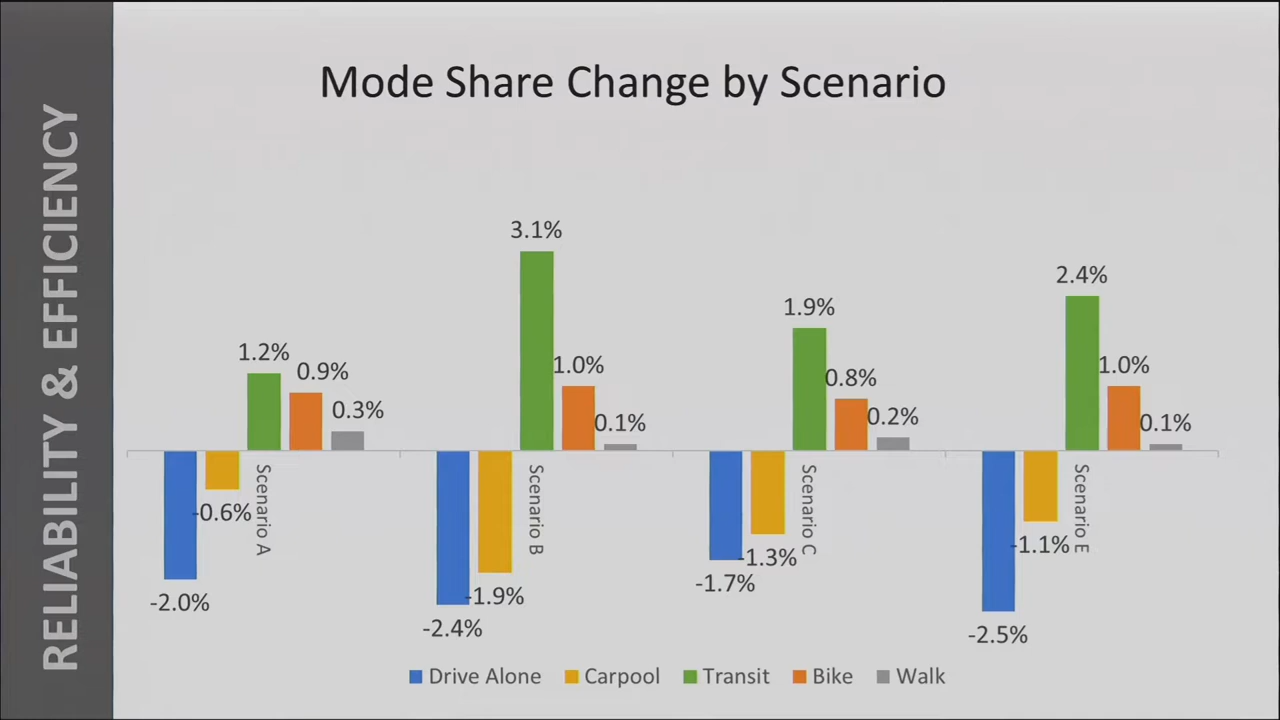 RELIABILITY & EFFICIENCY
Mode Share Change by Scenario
3.1%
2.4%
1.9%
1.2%
0.9%
1.0%
0.8%
1.0%
0.3%
0.1%
0.2%
0.1%
Scenario A
Scenario B
Scenario C
Scenario E
-0.6%
-1.9%
-1.3%
-1.1%
-2.0%
-2.4%
-1.7%
-2.5%
Drive Alone Carpool Transit Bike Walk